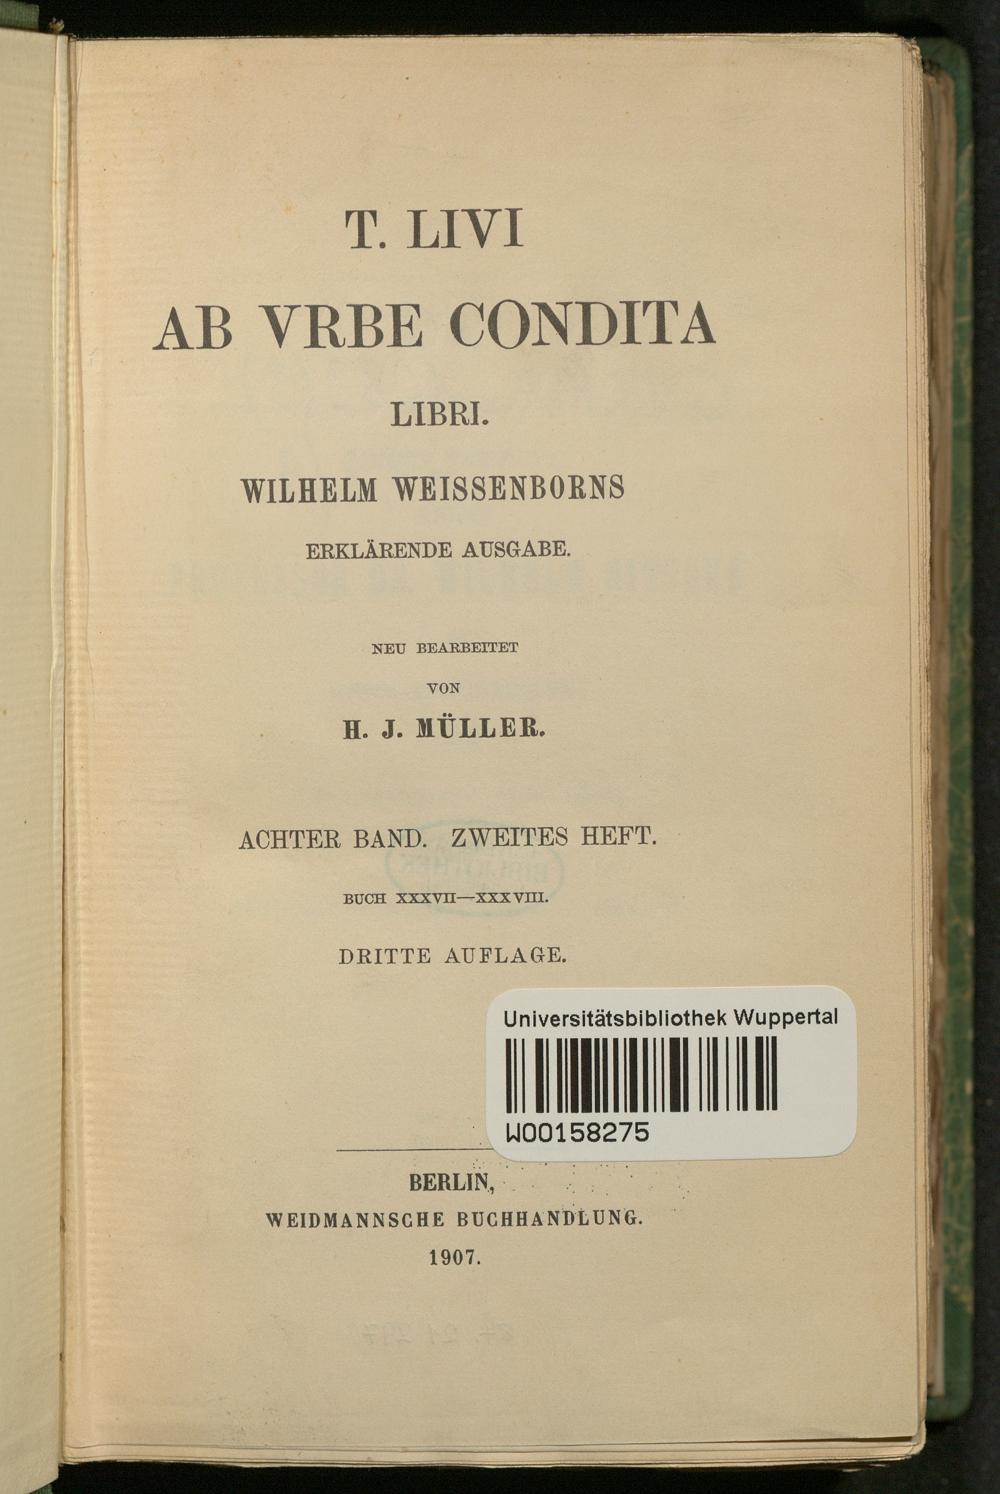 T. LIVI
AB VRBE CONDITA
LIBRI.
WILHELM WEISSENBORNS
ERKLÄRENDE AUSGABE.
NEU BEARBEITET
VON
H. J. MÜLLER.
ACHTER BAND. ZWEITES HEFT.
BUCH XXXVII—XXXVIII.
DRITTE AUFLAGE.
Universitätsbibliothek Wuppertal
W00158275
BERLIN,
WEIDMANNSCHE BUCHHANDLUNG.
1907.